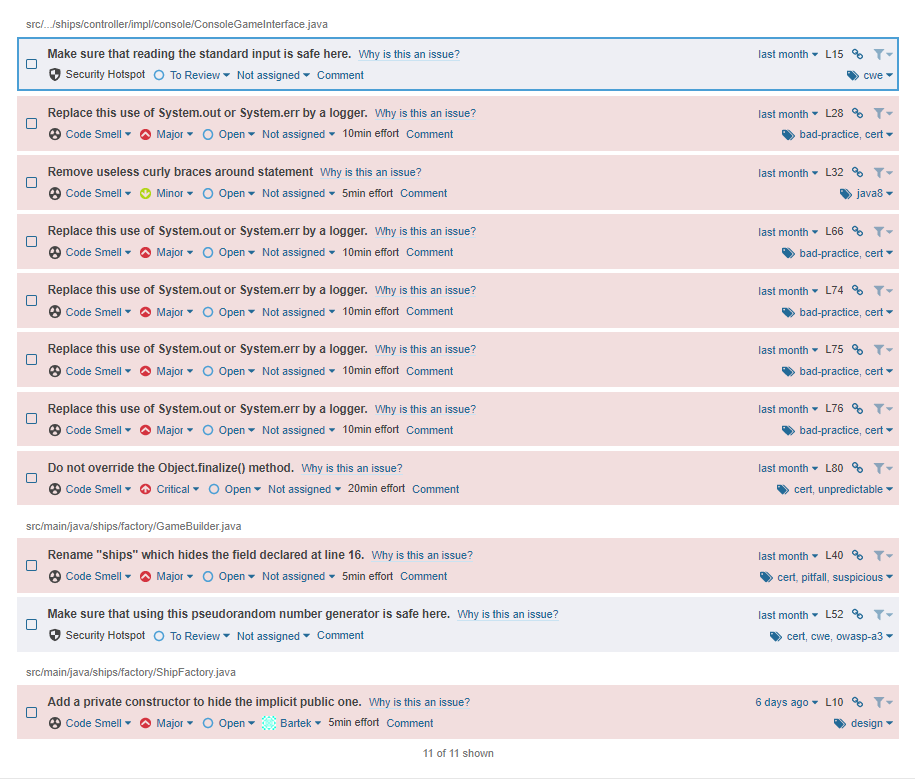 src/.../ships/controller/impl/console/ConsoleGameInterface.java
Make sure that reading the standard input is safe here. Why is this an issue? last month L15
Security Hotspot To Review Not assigned Comment cwe
Replace this use of System.out or System.err by a logger. Why is this an issue? last month L28
Code Smell Major Open Not assigned 10min effort Comment bad-practice, cert
Remove useless curly braces around statement Why is this an issue? last month L32
Code Smell Minor Open Not assigned 5min effort Comment java8
Replace this use of System.out or System.err by a logger. Why is this an issue? last month L66
Code Smell Major Open Not assigned 10min effort Comment bad-practice, cert
Replace this use of System.out or System.err by a logger. Why is this an issue? last month L74
Code Smell Major Open Not assigned 10min effort Comment bad-practice, cert
Replace this use of System.out or System.err by a logger. Why is this an issue? last month L75
Code Smell Major Open Not assigned 10min effort Comment bad-practice, cert
Replace this use of System.out or System.err by a logger. Why is this an issue? last month L76
Code Smell Major Open Not assigned 10min effort Comment bad-practice, cert
Do not override the Object.finalize() method. Why is this an issue? last month L80
Code Smell Critical Open Not assigned 20min effort Comment cert, unpredictable
src/main/java/ships/factory/GameBuilder.java
Rename "ships" which hides the field declared at line 16. Why is this an issue? last month L40
Code Smell Major Open Not assigned 5min effort Comment cert, pitfall, suspicious
Make sure that using this pseudorandom number generator is safe here. Why is this an issue? last month L52
Security Hotspot To Review Not assigned Comment cert, cwe, owasp-a3
src/main/java/ships/factory/ShipFactory.java
Add a private constructor to hide the implicit public one. Why is this an issue? 6 days ago L10
Code Smell Major Open Bartek 5min effort Comment design
11 of 11 shown